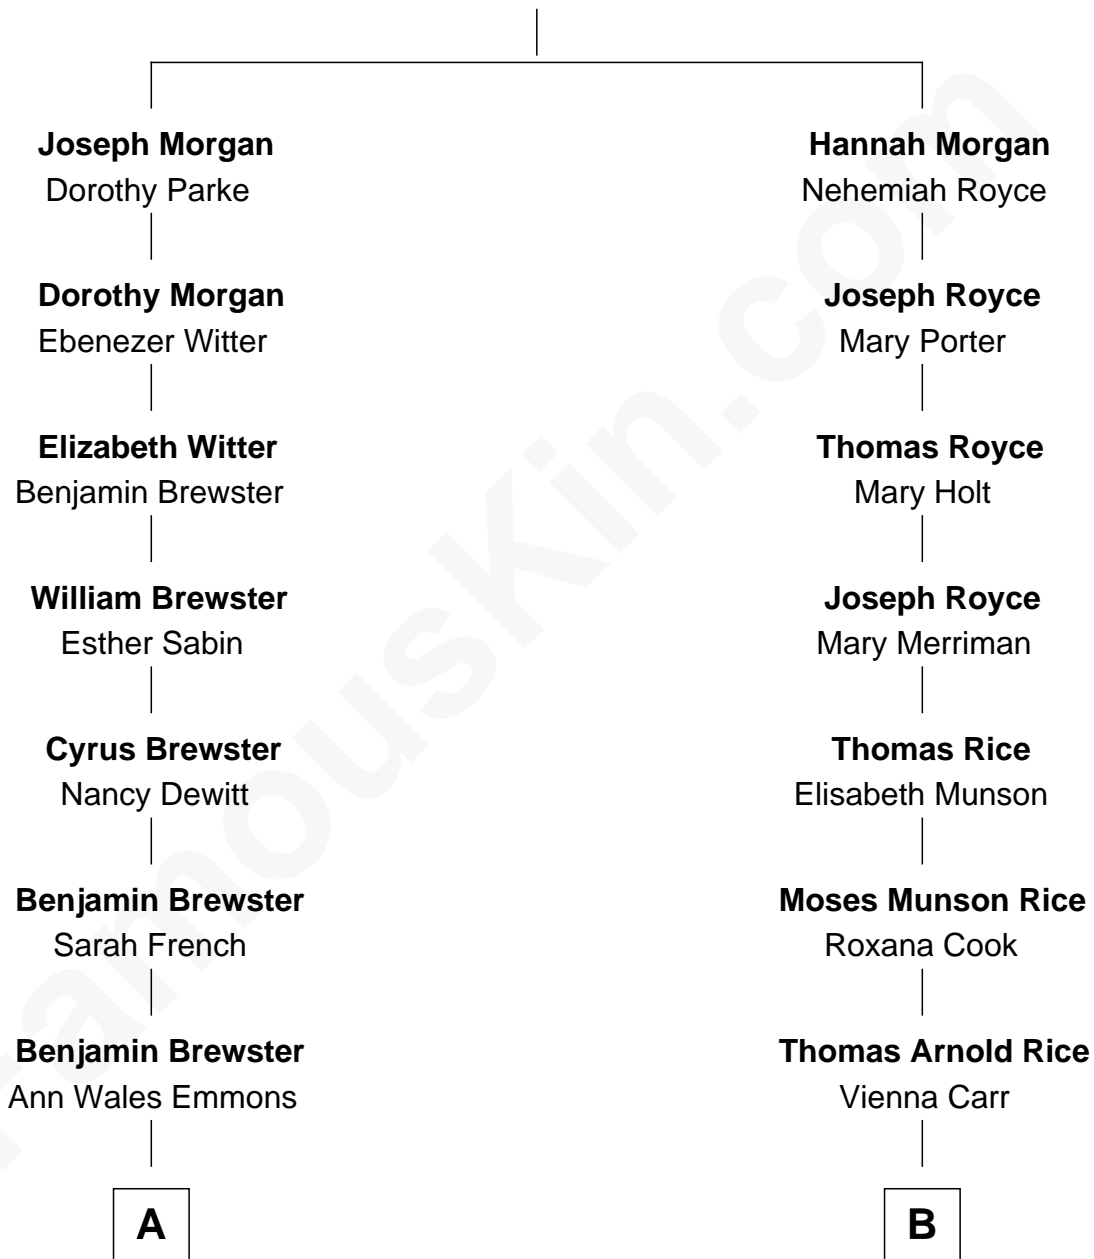 Joseph Morgan
Dorothy Parke
Hannah Morgan
Nehemiah Royce
Dorothy Morgan
Ebenezer Witter
Joseph Royce
Mary Porter
Elizabeth Witter
Benjamin Brewster
Thomas Royce
Mary Holt
William Brewster
Esther Sabin
Joseph Royce
Mary Merriman
Cyrus Brewster
Nancy Dewitt
Thomas Rice
Elisabeth Munson
Benjamin Brewster
Sarah French
Moses Munson Rice
Roxana Cook
Benjamin Brewster
Ann Wales Emmons
Thomas Arnold Rice
Vienna Carr
A
B
FamousKin.com